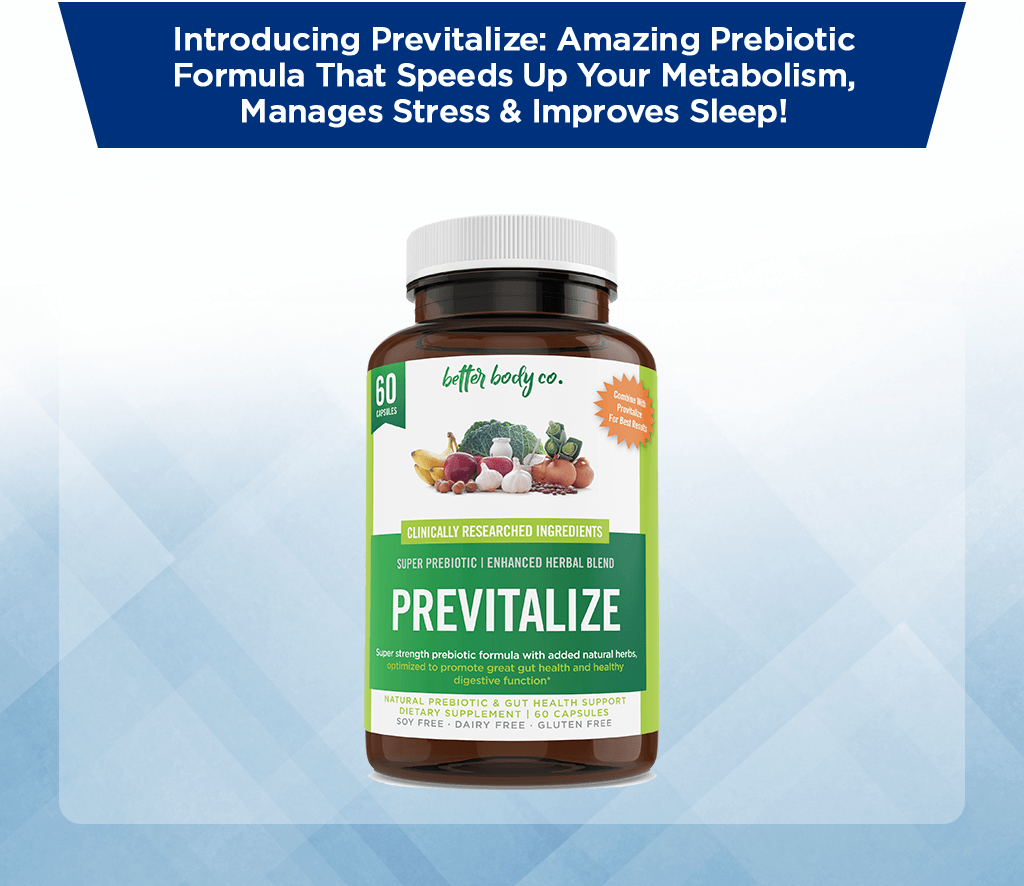 Introducing Previtalize: Amazing Prebiotic
Formula That Speeds Up Your Metabolism,
Manages Stress & Improves Sleep!
better body co.
60
CAPSULES
Combine With
Provitalize
For Best Results
CLINICALLY RESEARCHED INGREDIENTS
SUPER PREBIOTIC | ENHANCED HERBAL BLEND
PREVITALIZE
Super strength prebiotic formula with added natural herbs,
optimized to promote great gut health and healthy
digestive function*
NATURAL PREBIOTIC & GUT HEALTH SUPPORT
DIETARY SUPPLEMENT | 60 CAPSULES
SOY FREE · DAIRY FREE · GLUTEN FREE